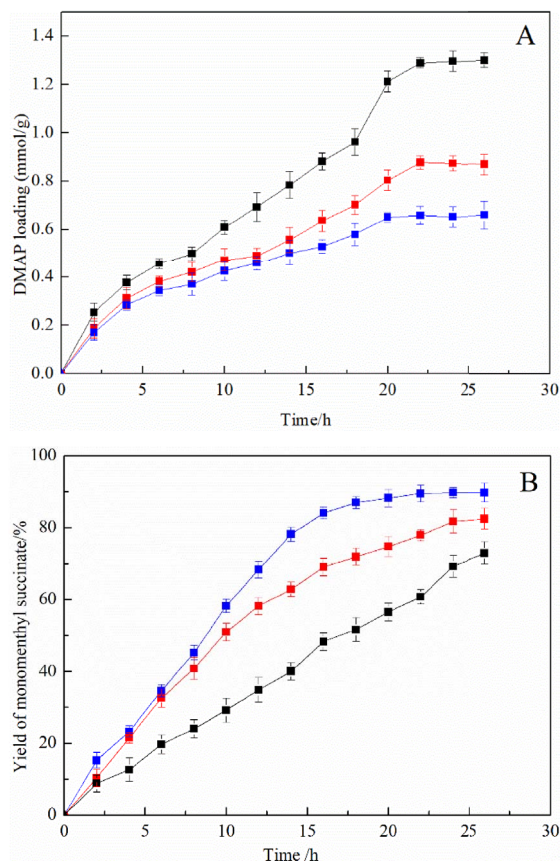 A
DMAP loading (mmol/g)
1.4
1.2
1.0
0.8
0.6
0.4
0.2
0.0
0 5 10 15 20 25 30
Time/h
B
Yield of monomenthyl succinate/%
100
80
60
40
20
0
0 5 10 15 20 25 30
Time /h